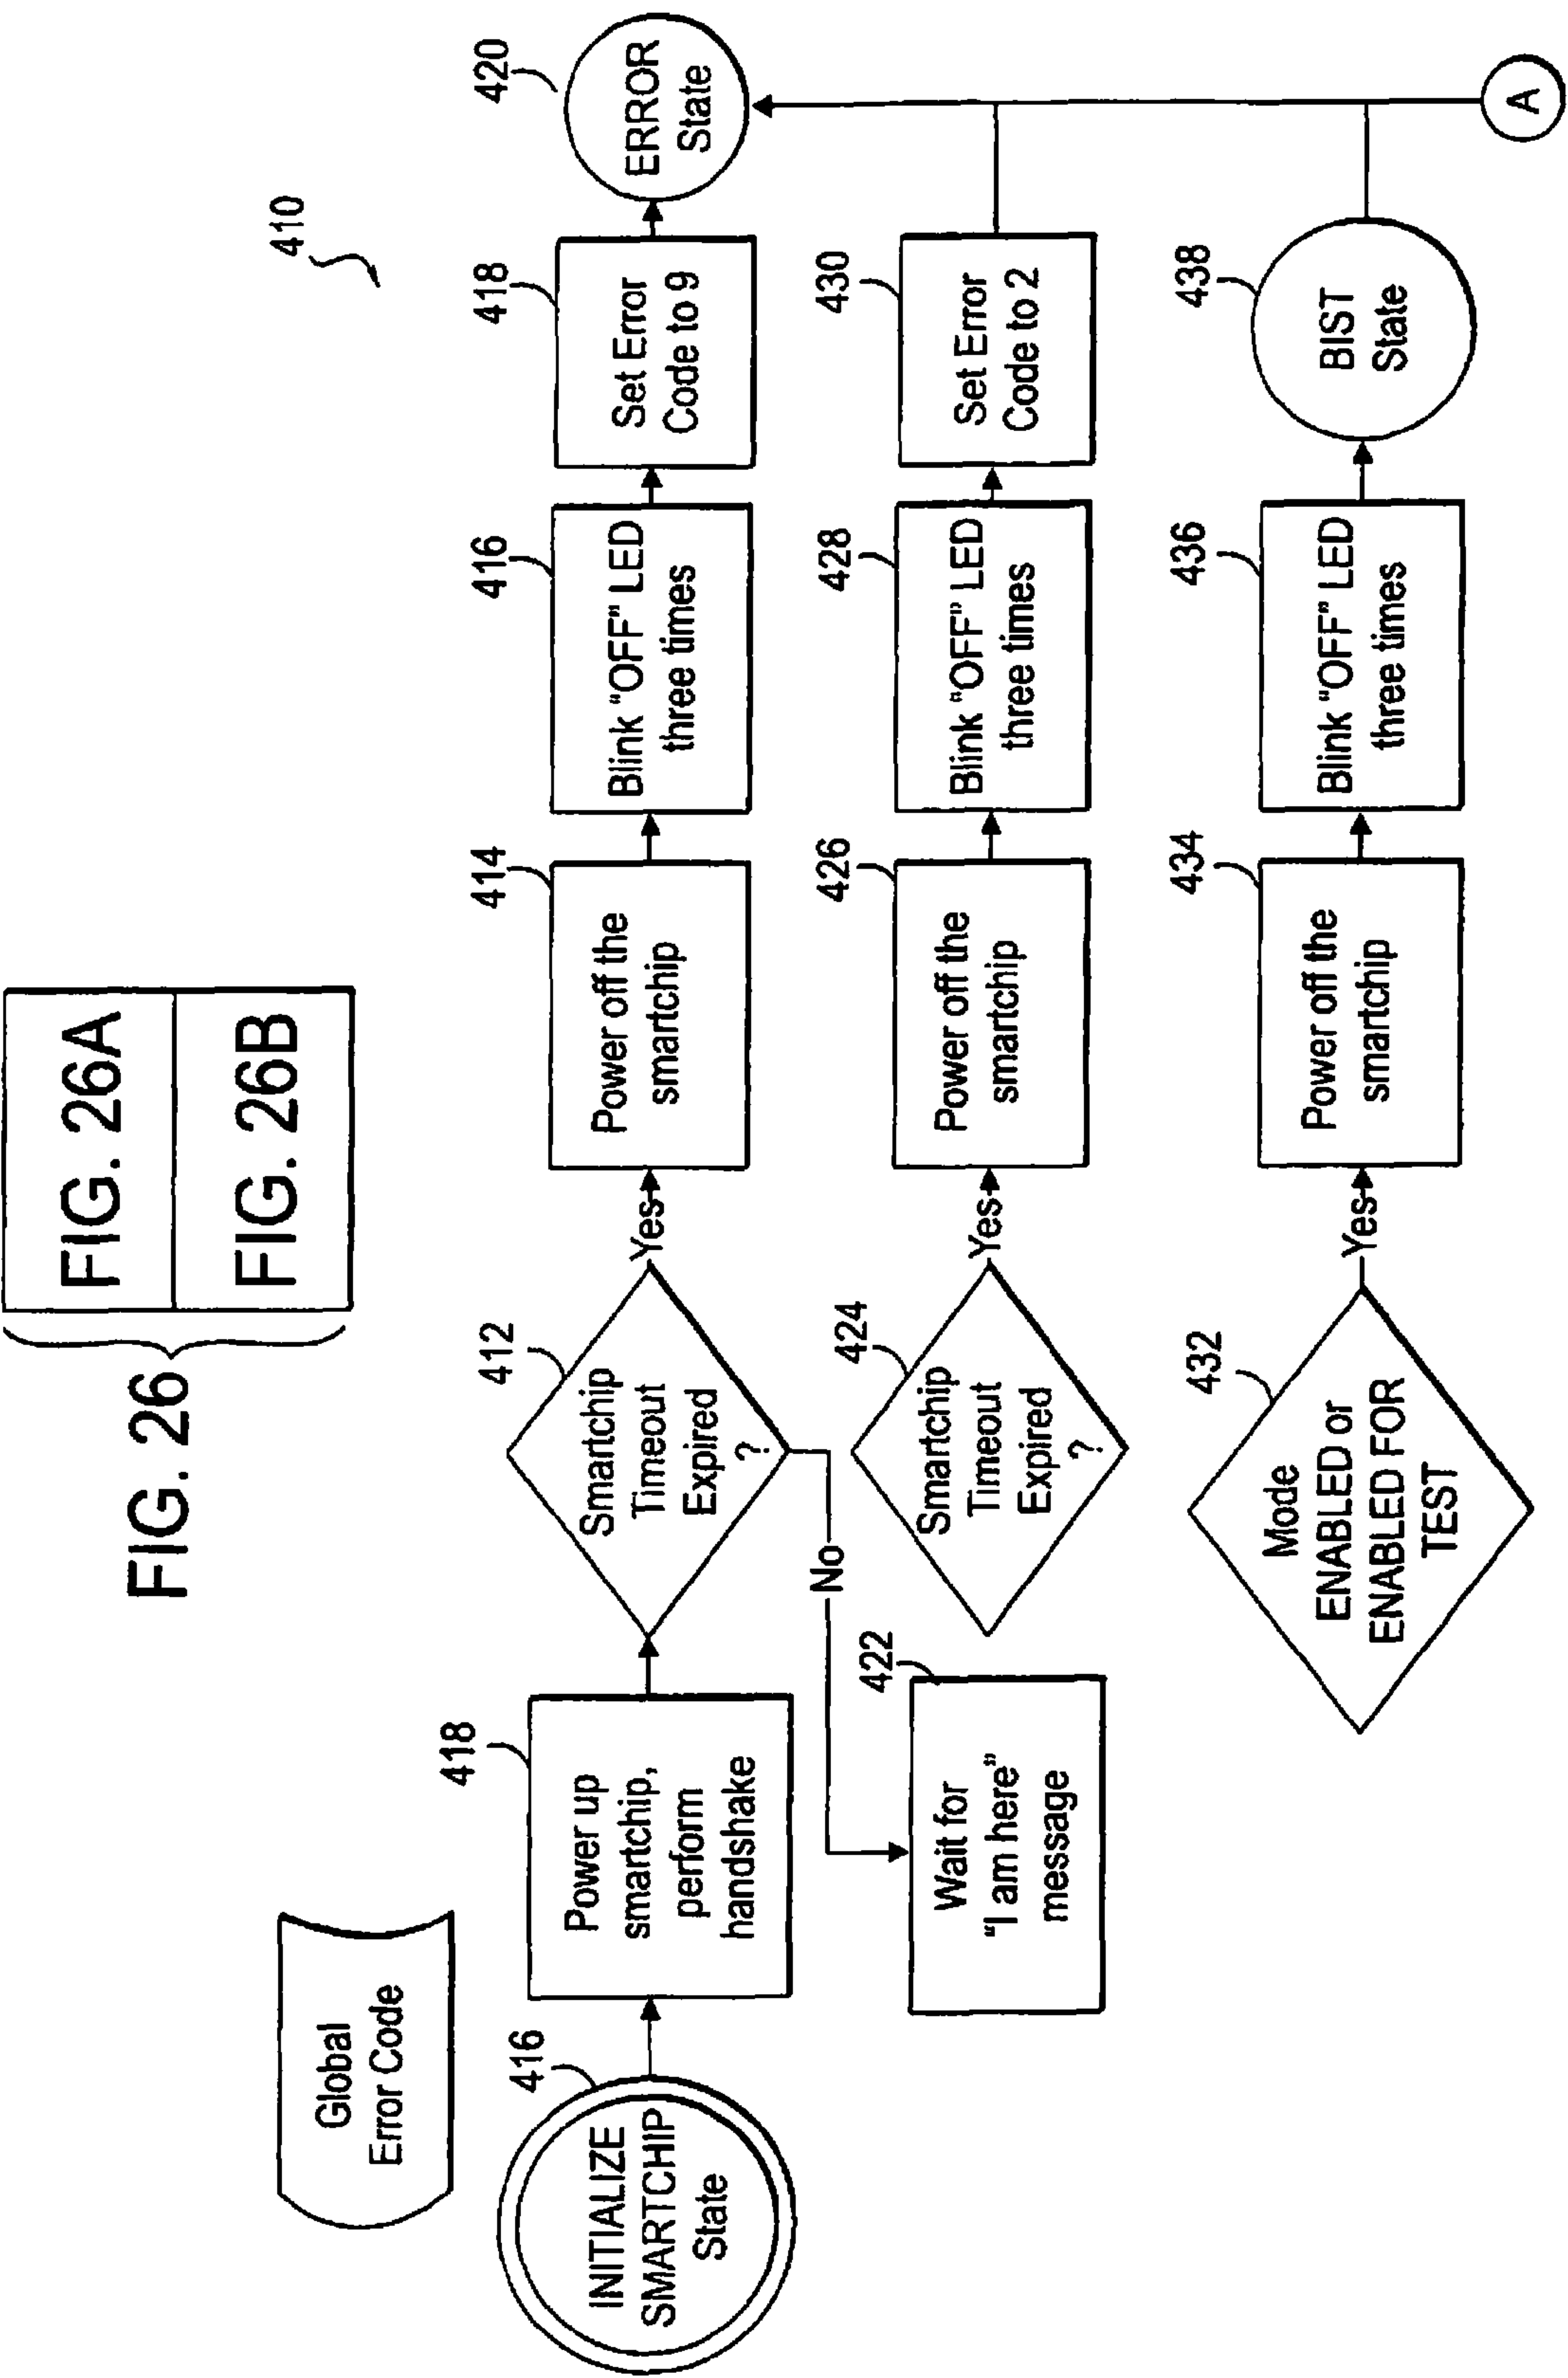 FIG. 26
FIG. 26A
FIG. 26B
410
Global
Error Code
416
INITIALIZE
SMARTCHIP
State
418
Power up
smartchip,
perform
handshake
412
Smartchip
Timeout
Expired
?
Yes
414
Power off the
smartchip
416
Blink "OFF" LED
three times
418
Set Error
Code to 9
420
ERROR
State
No
422
Wait for
"I am here"
message
424
Smartchip
Timeout
Expired
?
Yes
426
Power off the
smartchip
428
Blink "OFF" LED
three times
430
Set Error
Code to 2
432
Mode
ENABLED or
ENABLED FOR
TEST
Yes
434
Power off the
smartchip
436
Blink "OFF" LED
three times
438
BIST
State
A